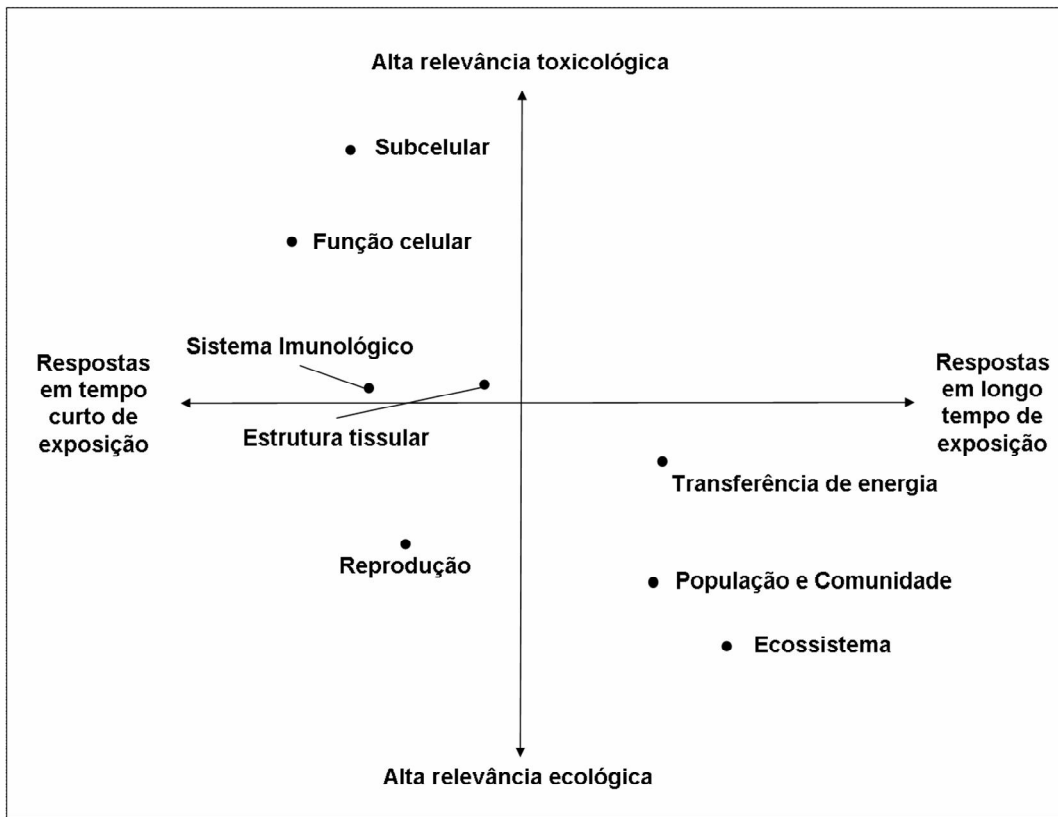 Alta relevância toxicológica
Subcelular
Função celular
Sistema Imunológico
Respostas
em tempo
curto de
exposição
Respostas
em longo
tempo de
exposição
Estrutura tissular
Transferência de energia
Reprodução
População e Comunidade
Ecossistema
Alta relevância ecológica